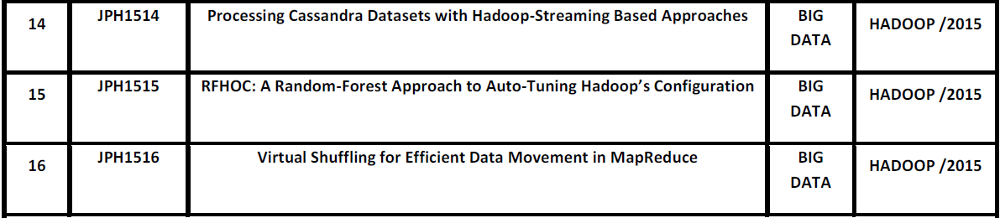 14 JPH1514 Processing Cassandra Datasets with Hadoop-Streaming Based Approaches BIG DATA HADOOP /2015
15 JPH1515 RFHOC: A Random-Forest Approach to Auto-Tuning Hadoop’s Configuration BIG DATA HADOOP /2015
16 JPH1516 Virtual Shuffling for Efficient Data Movement in MapReduce BIG DATA HADOOP /2015